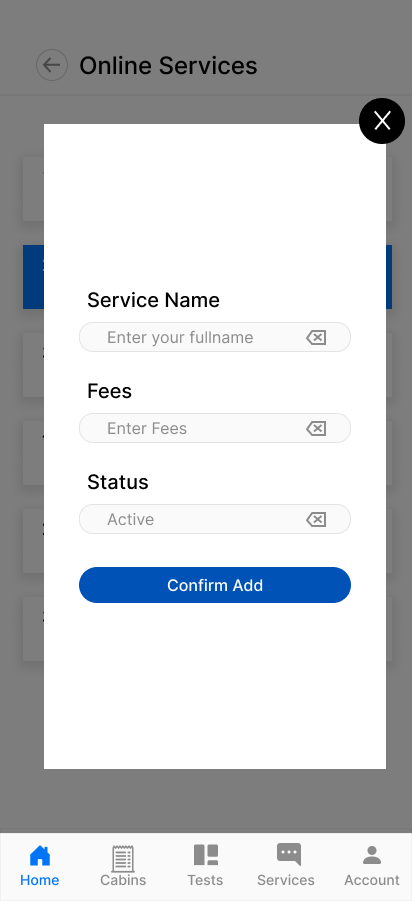 Online Services
X
Service Name
Enter your fullname
Fees
Enter Fees
Status
Active
Confirm Add
Home
Cabins
Tests
Services
Account